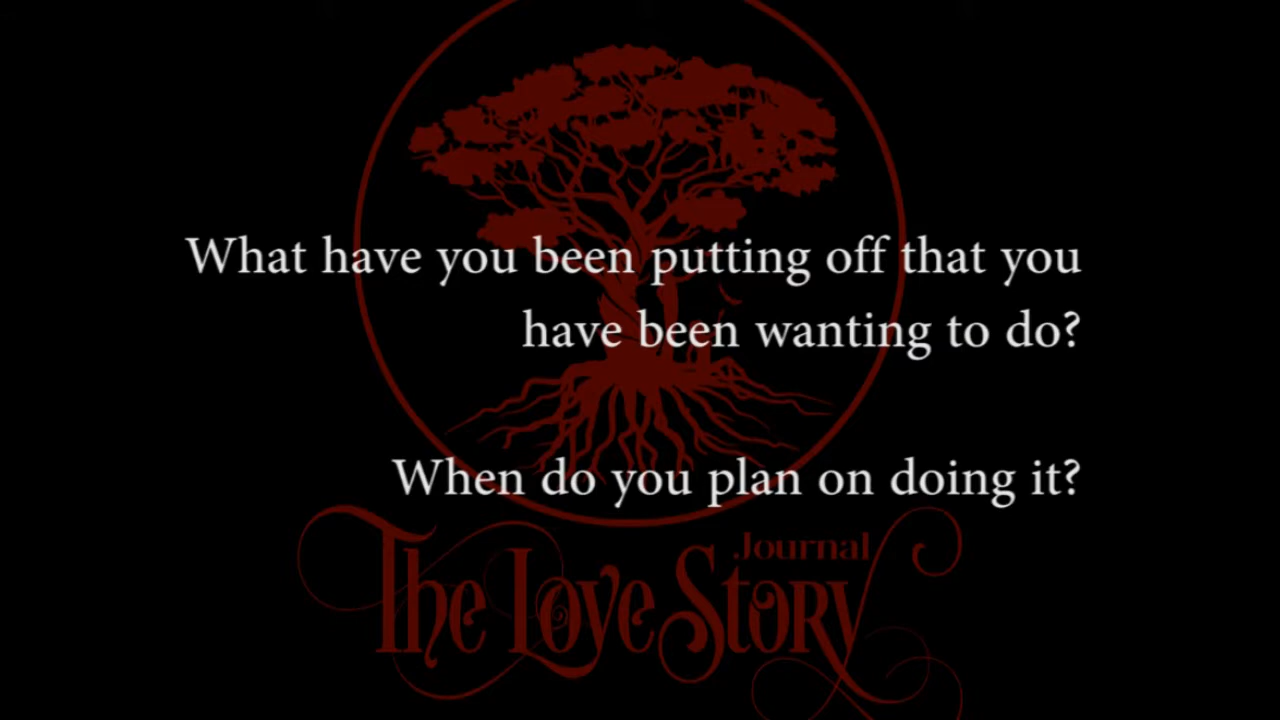 What have you been putting off that you
have been wanting to do?
When do you plan on doing it?
Journal
The Love Story